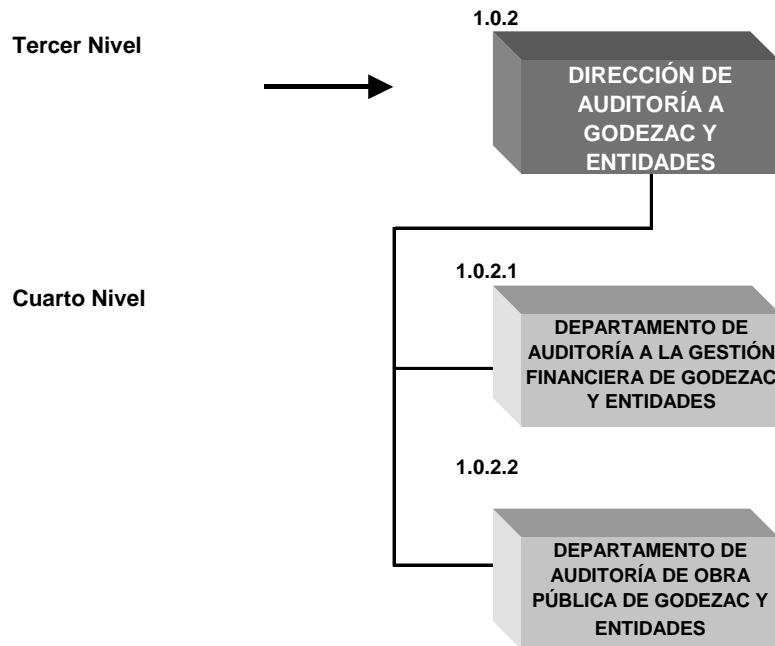 1.0.2
Tercer Nivel
DIRECCIÓN DE
AUDITORÍA A
GODEZAC Y
ENTIDADES
1.0.2.1
Cuarto Nivel
DEPARTAMENTO DE
AUDITORÍA A LA GESTIÓN
FINANCIERA DE GODEZAC
Y ENTIDADES
1.0.2.2
DEPARTAMENTO DE
AUDITORÍA DE OBRA
PÚBLICA DE GODEZAC Y
ENTIDADES